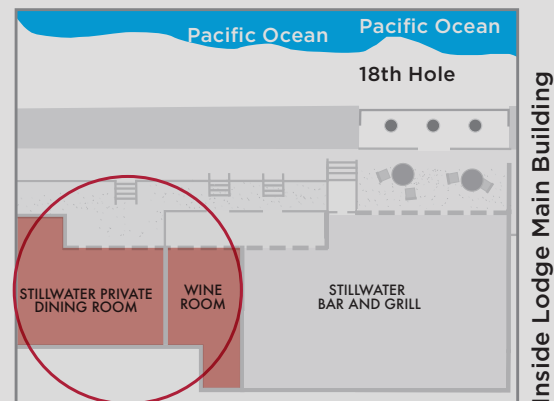 Pacific Ocean
Pacific Ocean
18th Hole
STILLWATER PRIVATE
DINING ROOM
WINE
ROOM
STILLWATER
BAR AND GRILL
Inside Lodge Main Building